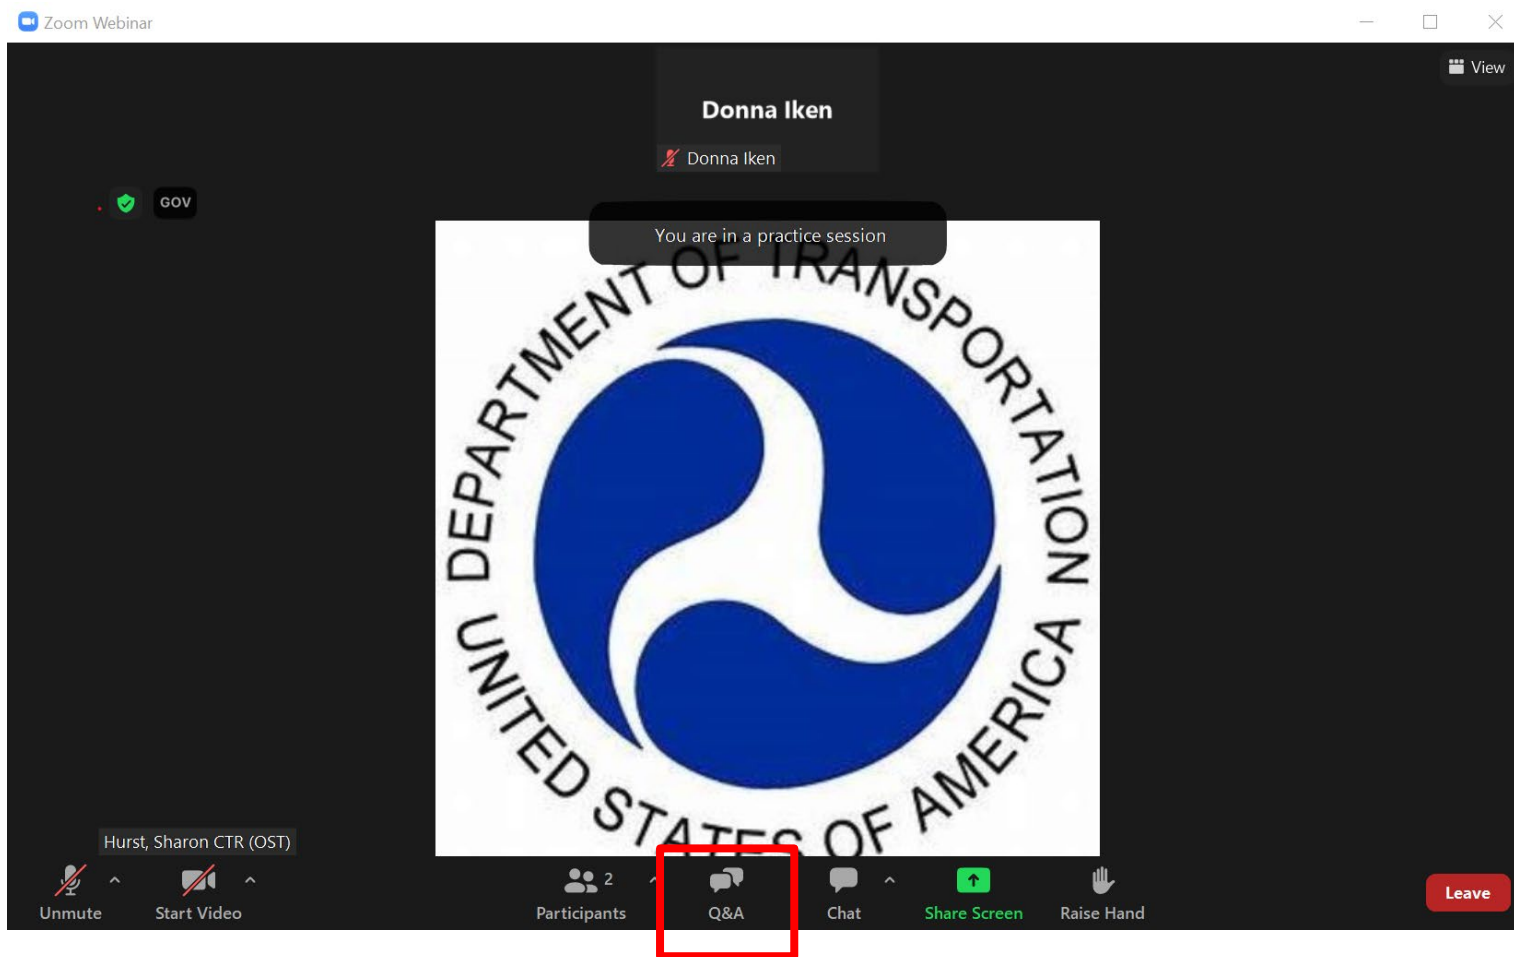 Zoom Webinar
View
Donna Iken
Donna Iken
GOV
You are in a practice session
DEPARTMENT OF TRANSPORTATION
UNITED STATES OF AMERICA
Hurst, Sharon CTR (OST)
2
Unmute
Start Video
Participants
Q&A
Chat
Share Screen
Raise Hand
Leave